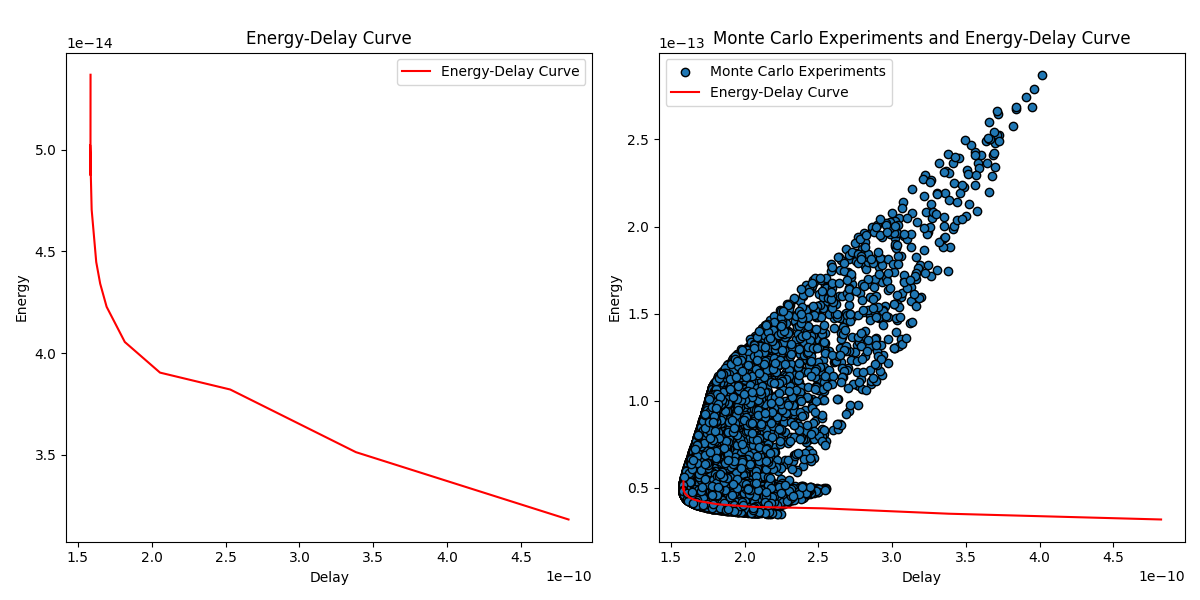 Energy-Delay Curve
1e−14
Energy-Delay Curve
5.0
4.5
4.0
3.5
Energy
1.5 2.0 2.5 3.0 3.5 4.0 4.5
1e−10
Delay
Monte Carlo Experiments and Energy-Delay Curve
1e−13
Monte Carlo Experiments
Energy-Delay Curve
2.5
2.0
1.5
1.0
0.5
Energy
1.5 2.0 2.5 3.0 3.5 4.0 4.5
1e−10
Delay